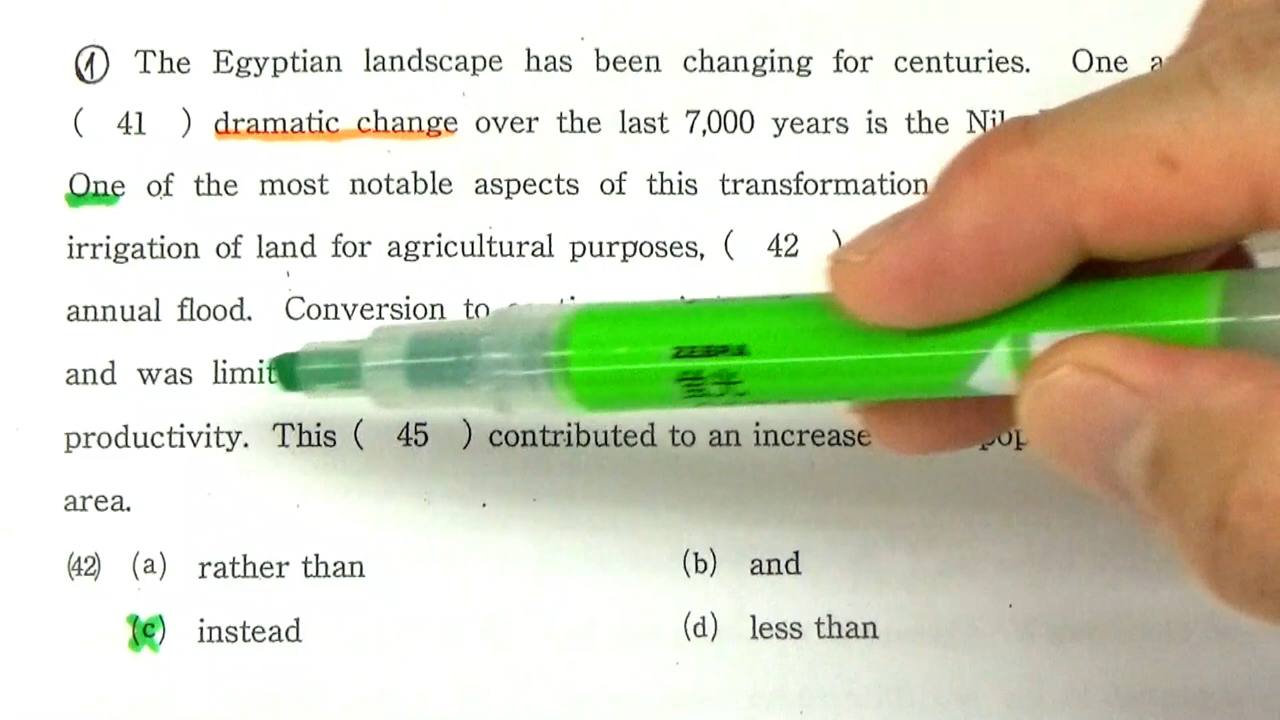 ① The Egyptian landscape has been changing for centuries. One
( 41 ) dramatic change over the last 7,000 years is the
One of the most notable aspects of this transformation
irrigation of land for agricultural purposes, ( 42 )
annual flood. Conversion to
and was
productivity. This ( 45 ) contributed to an increase
area.
(42) (a) rather than (b) and
(c) instead (d) less than
ZEBRA
蛍光